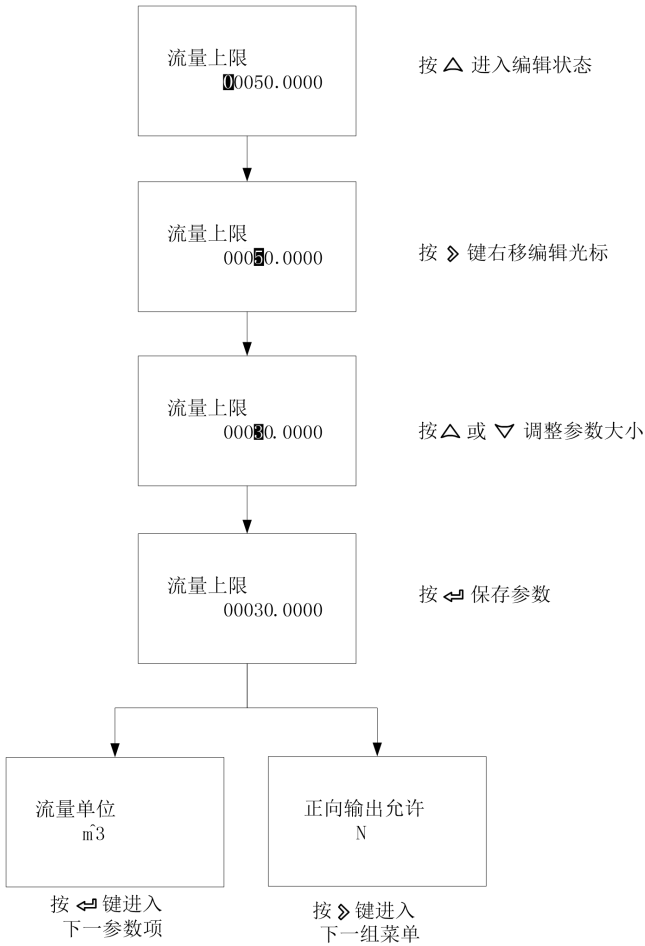 流量上限
00050.0000
按 △ 进入编辑状态
流量上限
00050.0000
按 》 键右移编辑光标
流量上限
00030.0000
按 △ 或 ▽ 调整参数大小
流量上限
00030.0000
按 ↵ 保存参数
流量单位
m^3
按 ↵ 键进入
下一参数项
正向输出允许
N
按 》 键进入
下一组菜单